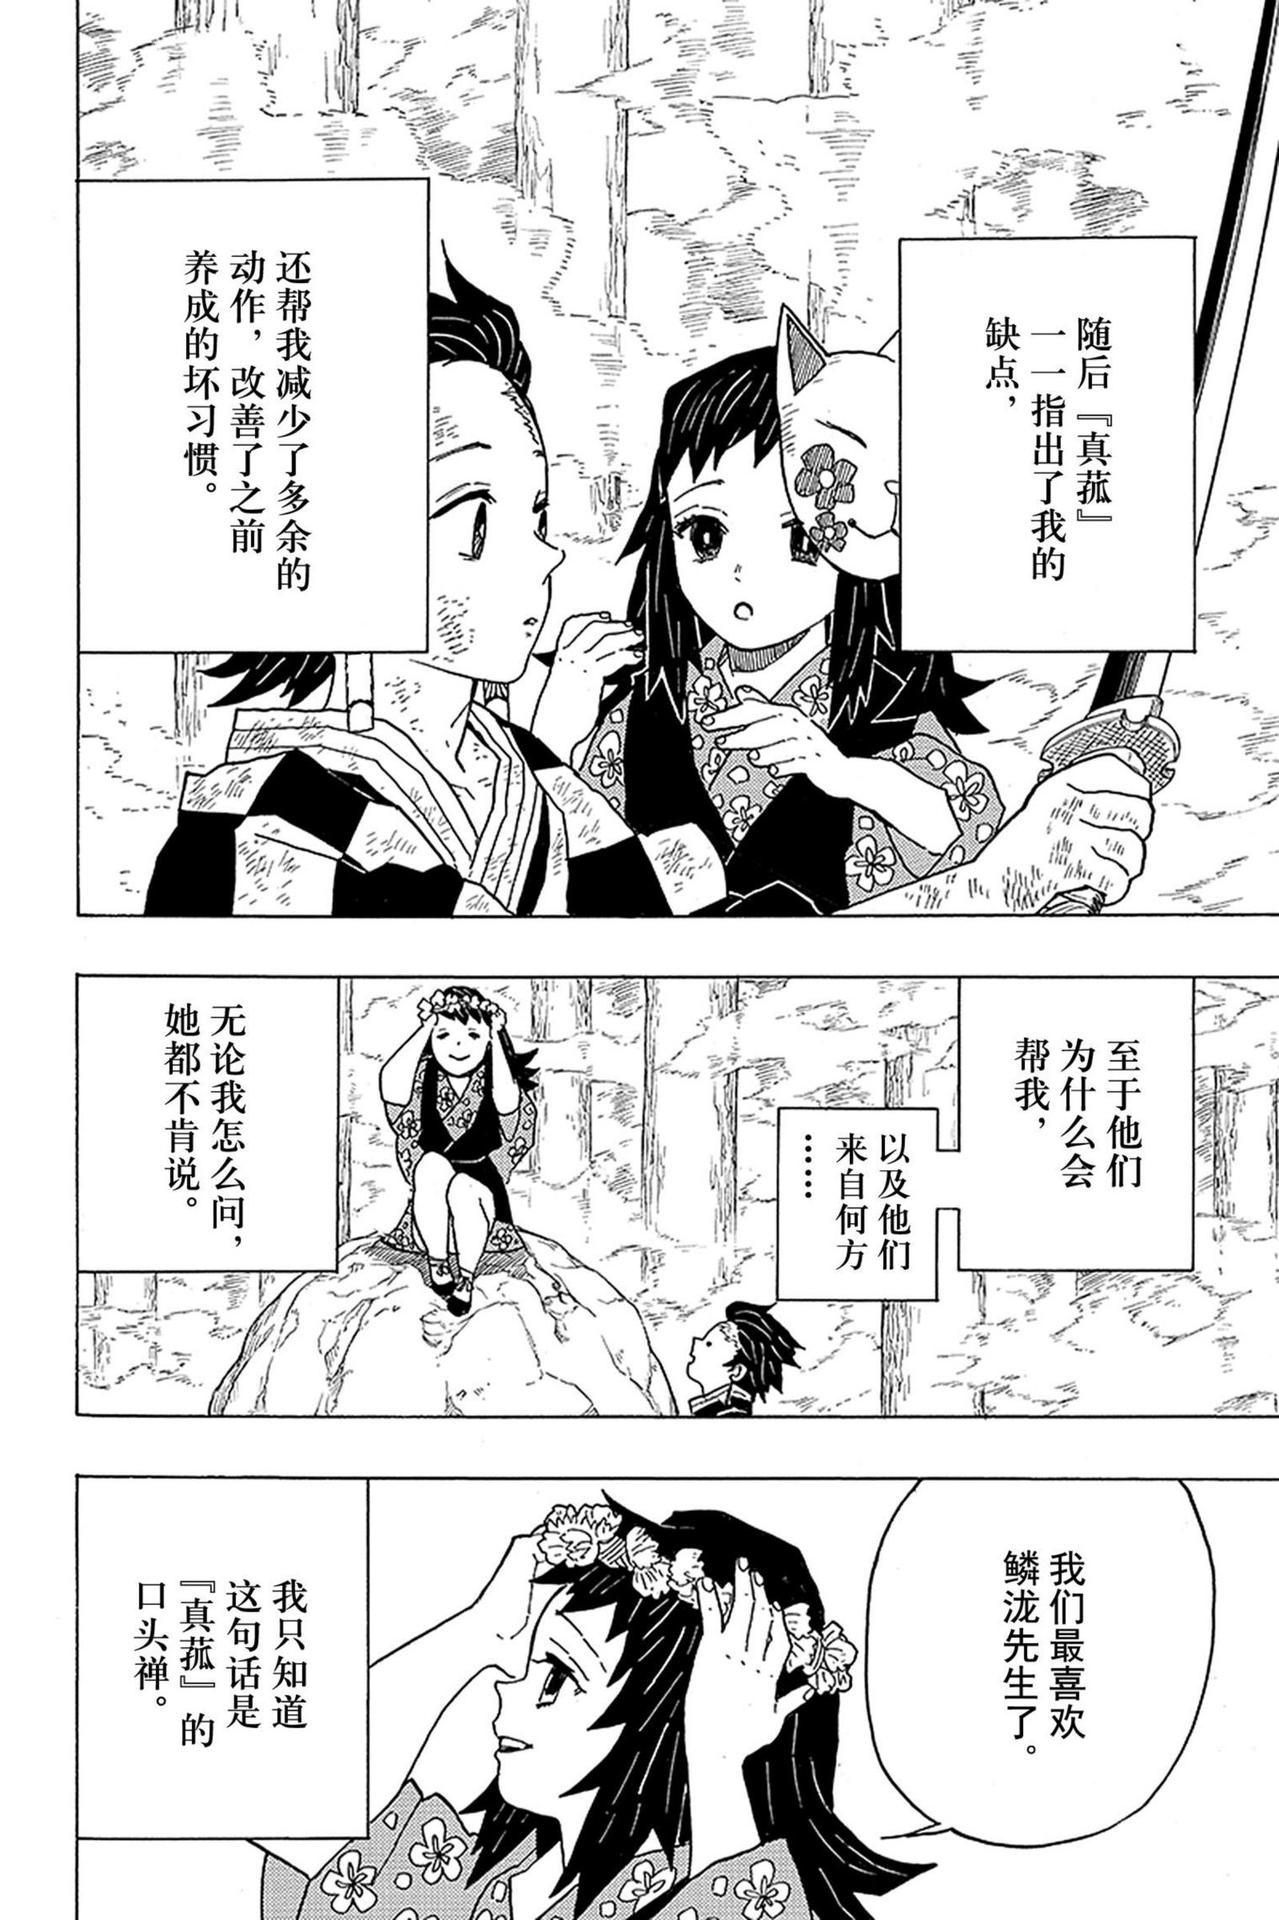 随后『真菰』
一一指出了我的
缺点，
还帮我减少了多余的
动作，改善了之前
养成的坏习惯。
至于他们
为什么会
帮我，
以及他们
来自何方
……
无论我怎么问，
她都不肯说。
我们最喜欢
鳞泷先生了。
我只知道
这句话是
『真菰』的
口头禅。